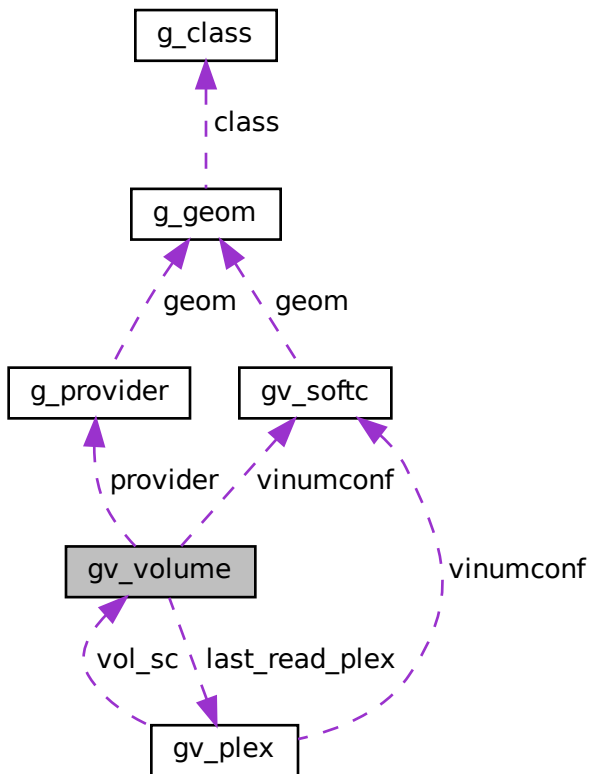 g_class
class
g_geom
geom
geom
g_provider
gv_softc
provider
vinumconf
gv_volume
vinumconf
vol_sc
last_read_plex
gv_plex